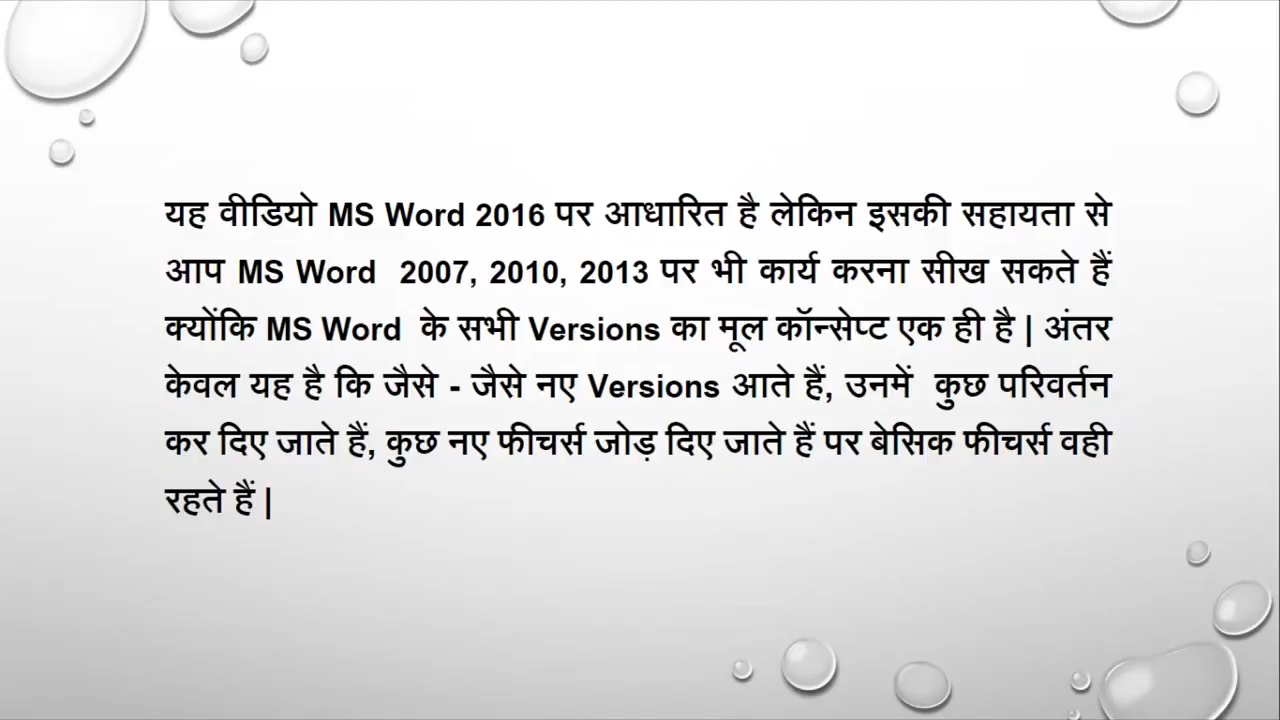 यह वीडियो MS Word 2016 पर आधारित है लेकिन इसकी सहायता से
आप MS Word 2007, 2010, 2013 पर भी कार्य करना सीख सकते हैं
क्योंकि MS Word के सभी Versions का मूल कॉन्सेप्ट एक ही है | अंतर
केवल यह है कि जैसे - जैसे नए Versions आते हैं, उनमें कुछ परिवर्तन
कर दिए जाते हैं, कुछ नए फीचर्स जोड़ दिए जाते हैं पर बेसिक फीचर्स वही
रहते हैं |